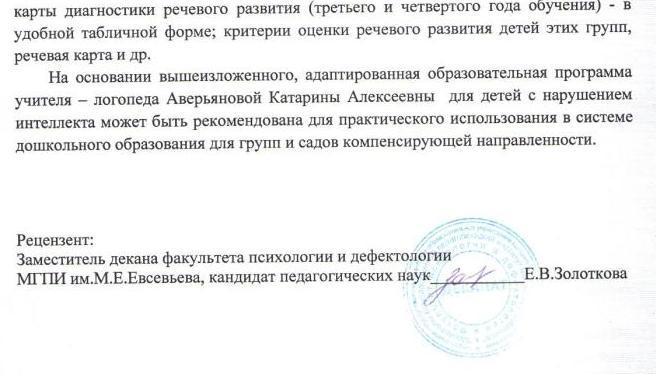 карты диагностики речевого развития (третьего и четвертого года обучения) - в
удобной табличной форме; критерии оценки речевого развития детей этих групп,
речевая карта и др.
На основании вышеизложенного, адаптированная образовательная программа
учителя – логопеда Аверьяновой Катарины Алексеевны для детей с нарушением
интеллекта может быть рекомендована для практического использования в системе
дошкольного образования для групп и садов компенсирующей направленности.
Рецензент:
Заместитель декана факультета психологии и дефектологии
МГПИ им.М.Е.Евсевьева, кандидат педагогических наук____________Е.В.Золоткова